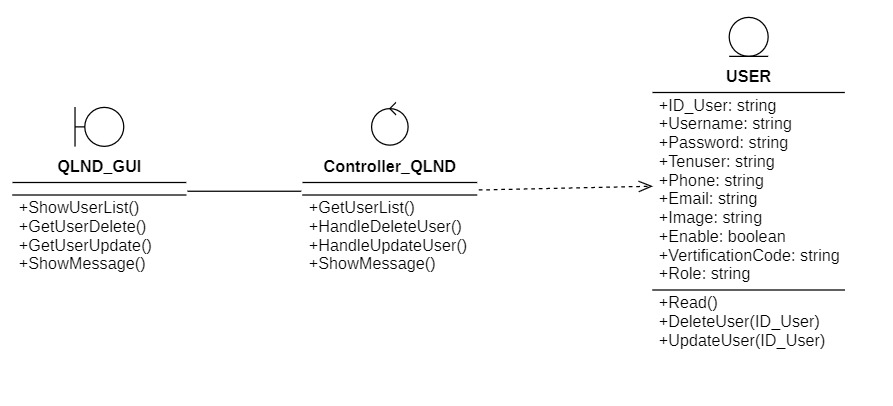 QLND_GUI
+ShowUserList()
+GetUserDelete()
+GetUserUpdate()
+ShowMessage()
Controller_QLND
+GetUserList()
+HandleDeleteUser()
+HandleUpdateUser()
+ShowMessage()
USER
+ID_User: string
+Username: string
+Password: string
+Tenuser: string
+Phone: string
+Email: string
+Image: string
+Enable: boolean
+VertificationCode: string
+Role: string
+Read()
+DeleteUser(ID_User)
+UpdateUser(ID_User)